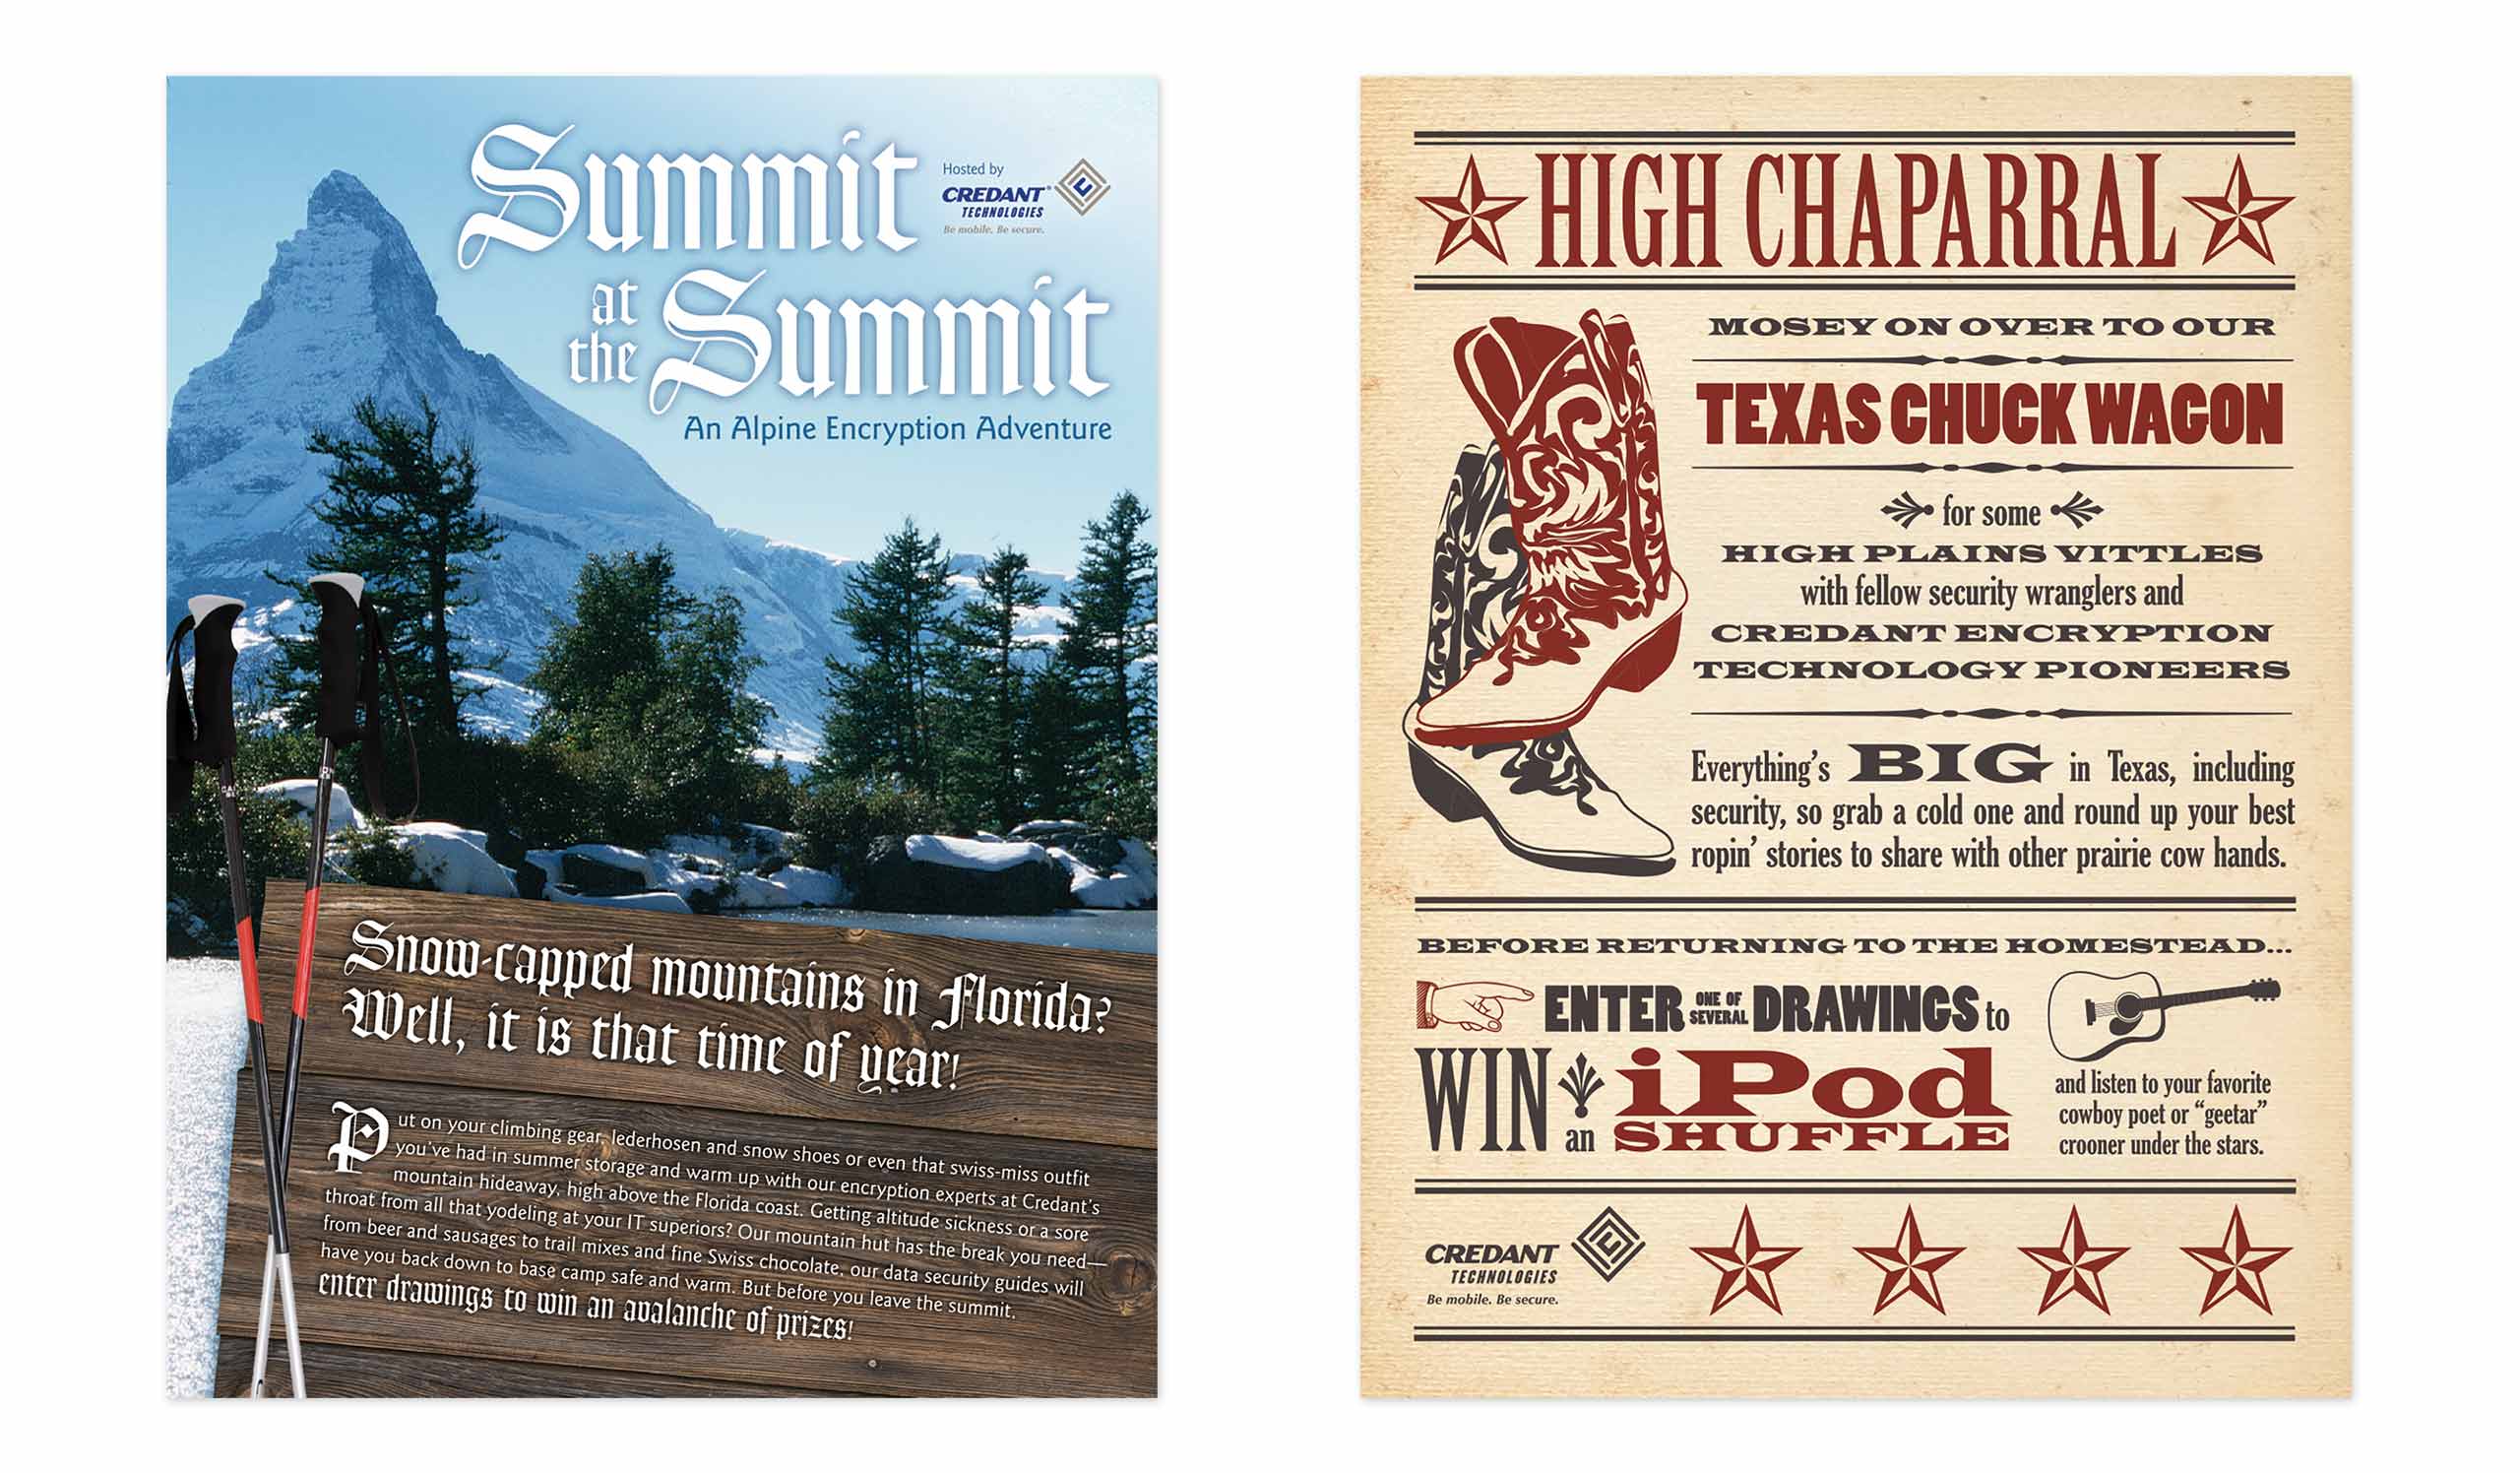 Summit
at the Summit
Hosted by
CREDANT®
TECHNOLOGIES
Be mobile. Be secure.
An Alpine Encryption Adventure
Snow-capped mountains in Florida?
Well, it is that time of year!
Put on your climbing gear, lederhosen and snow shoes or even that swiss-miss outfit
you've had in summer storage and warm up with our encryption experts at Credant's
mountain hideaway, high above the Florida coast. Getting altitude sickness or a sore
throat from all that yodeling at your IT superiors? Our mountain hut has the break you need—
from beer and sausages to trail mixes and fine Swiss chocolate, our data security guides will
have you back down to base camp safe and warm. But before you leave the summit,
enter drawings to win an avalanche of prizes!
HIGH CHAPARRAL
MOSEY ON OVER TO OUR
TEXAS CHUCK WAGON
for some
HIGH PLAINS VITTLES
with fellow security wranglers and
CREDANT ENCRYPTION
TECHNOLOGY PIONEERS
Everything's BIG in Texas, including
security, so grab a cold one and round up your best
ropin' stories to share with other prairie cow hands.
BEFORE RETURNING TO THE HOMESTEAD...
ENTER ONE OF SEVERAL DRAWINGS to
WIN an iPod
SHUFFLE
and listen to your favorite
cowboy poet or "geetar"
crooner under the stars.
CREDANT
TECHNOLOGIES
Be mobile. Be secure.